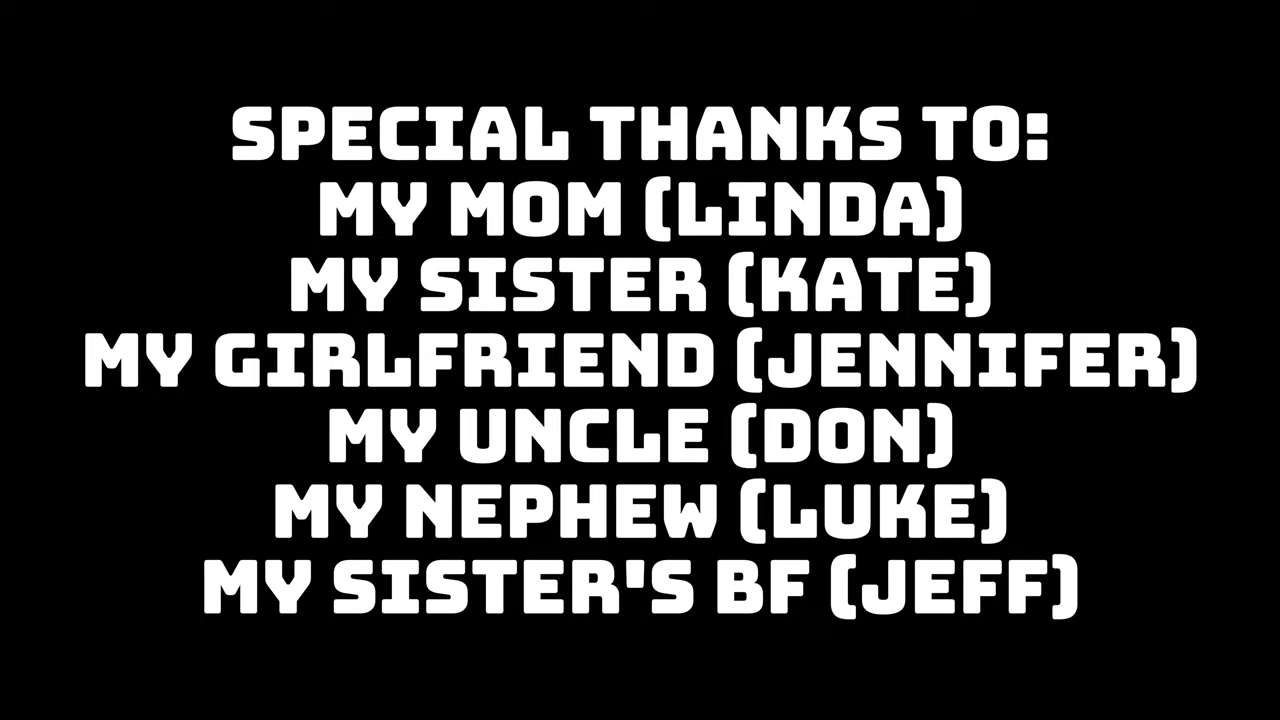 SPECIAL THANKS TO:
MY MOM (LINDA)
MY SISTER (KATE)
MY GIRLFRIEND (JENNIFER)
MY UNCLE (DON)
MY NEPHEW (LUKE)
MY SISTER'S BF (JEFF)